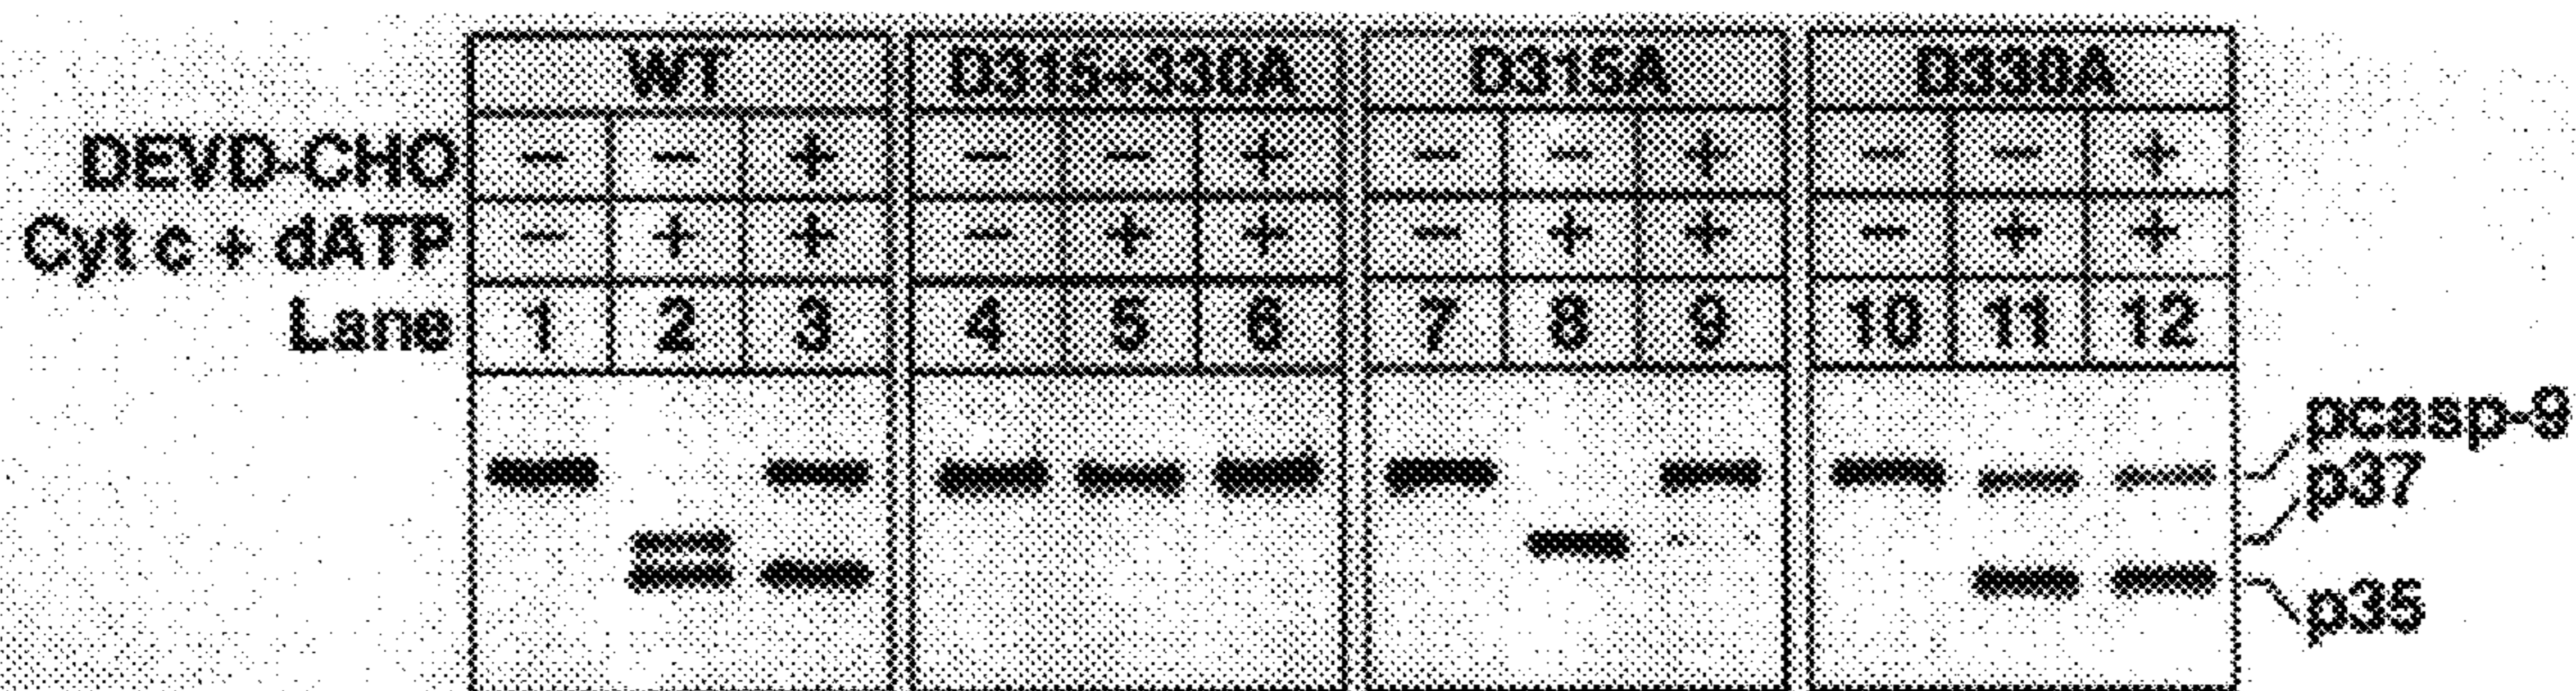 WT D315+330A D315A D330A
DEVD-CHO − − + − − + − − + − − +
Cyt c + dATP − + + − + + − + + − + +
Lane 1 2 3 4 5 6 7 8 9 10 11 12
pcasp-9
p37
p35